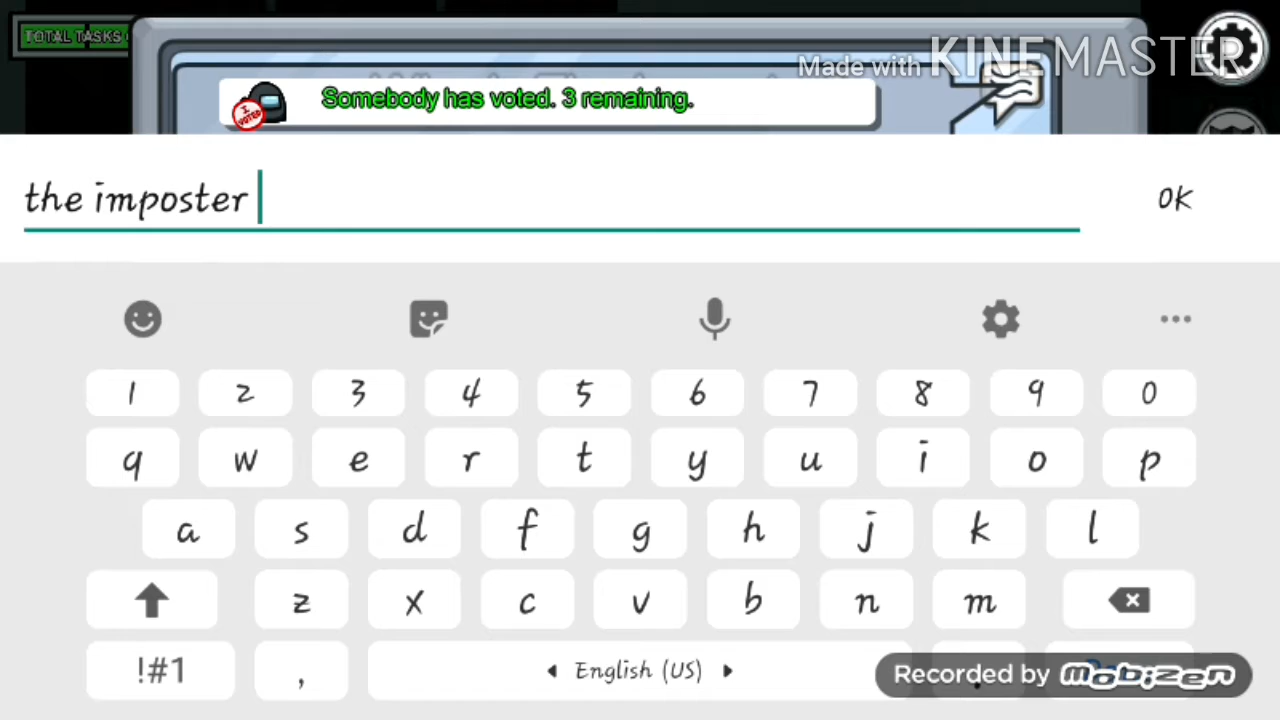 TOTAL TASKS
Made with KINEMASTER
I VOTED
Somebody has voted. 3 remaining.
the imposter
OK
1 2 3 4 5 6 7 8 9 0
q w e r t y u i o p
a s d f g h j k l
z x c v b n m
!#1 , English (US) .
Recorded by mobizen